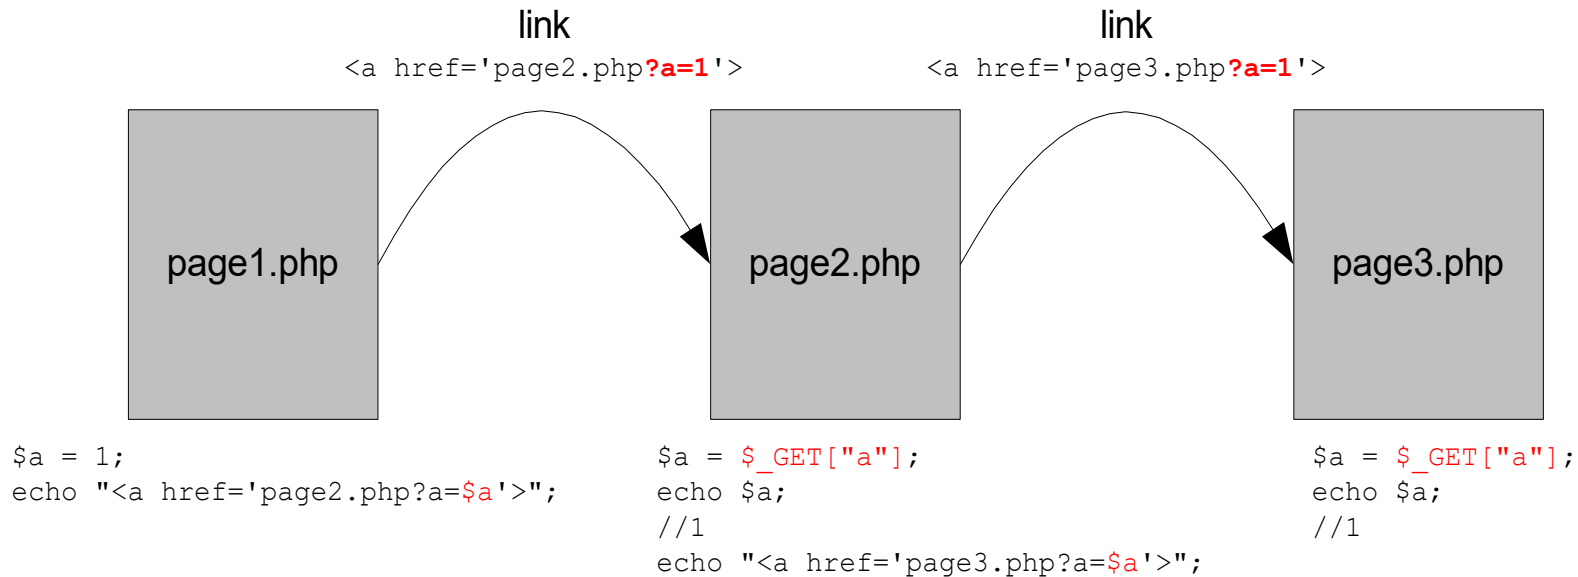 link
<a href='page2.php?a=1'>
link
<a href='page3.php?a=1'>
page1.php
page2.php
page3.php
$a = 1;
echo "<a href='page2.php?a=$a'>";
$a = $_GET["a"];
echo $a;
//1
echo "<a href='page3.php?a=$a'>";
$a = $_GET["a"];
echo $a;
//1